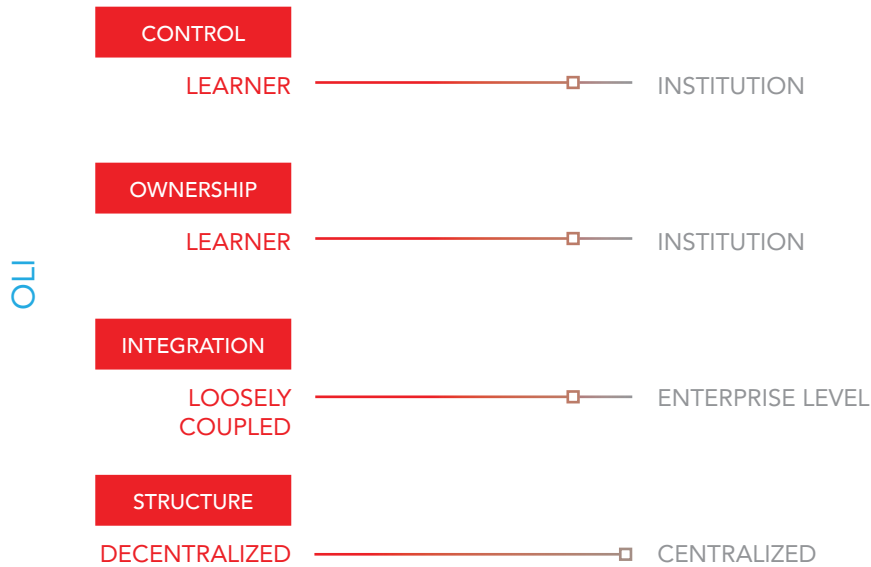 OLI
CONTROL
LEARNER
INSTITUTION
OWNERSHIP
LEARNER
INSTITUTION
INTEGRATION
LOOSELY
COUPLED
ENTERPRISE LEVEL
STRUCTURE
DECENTRALIZED
CENTRALIZED